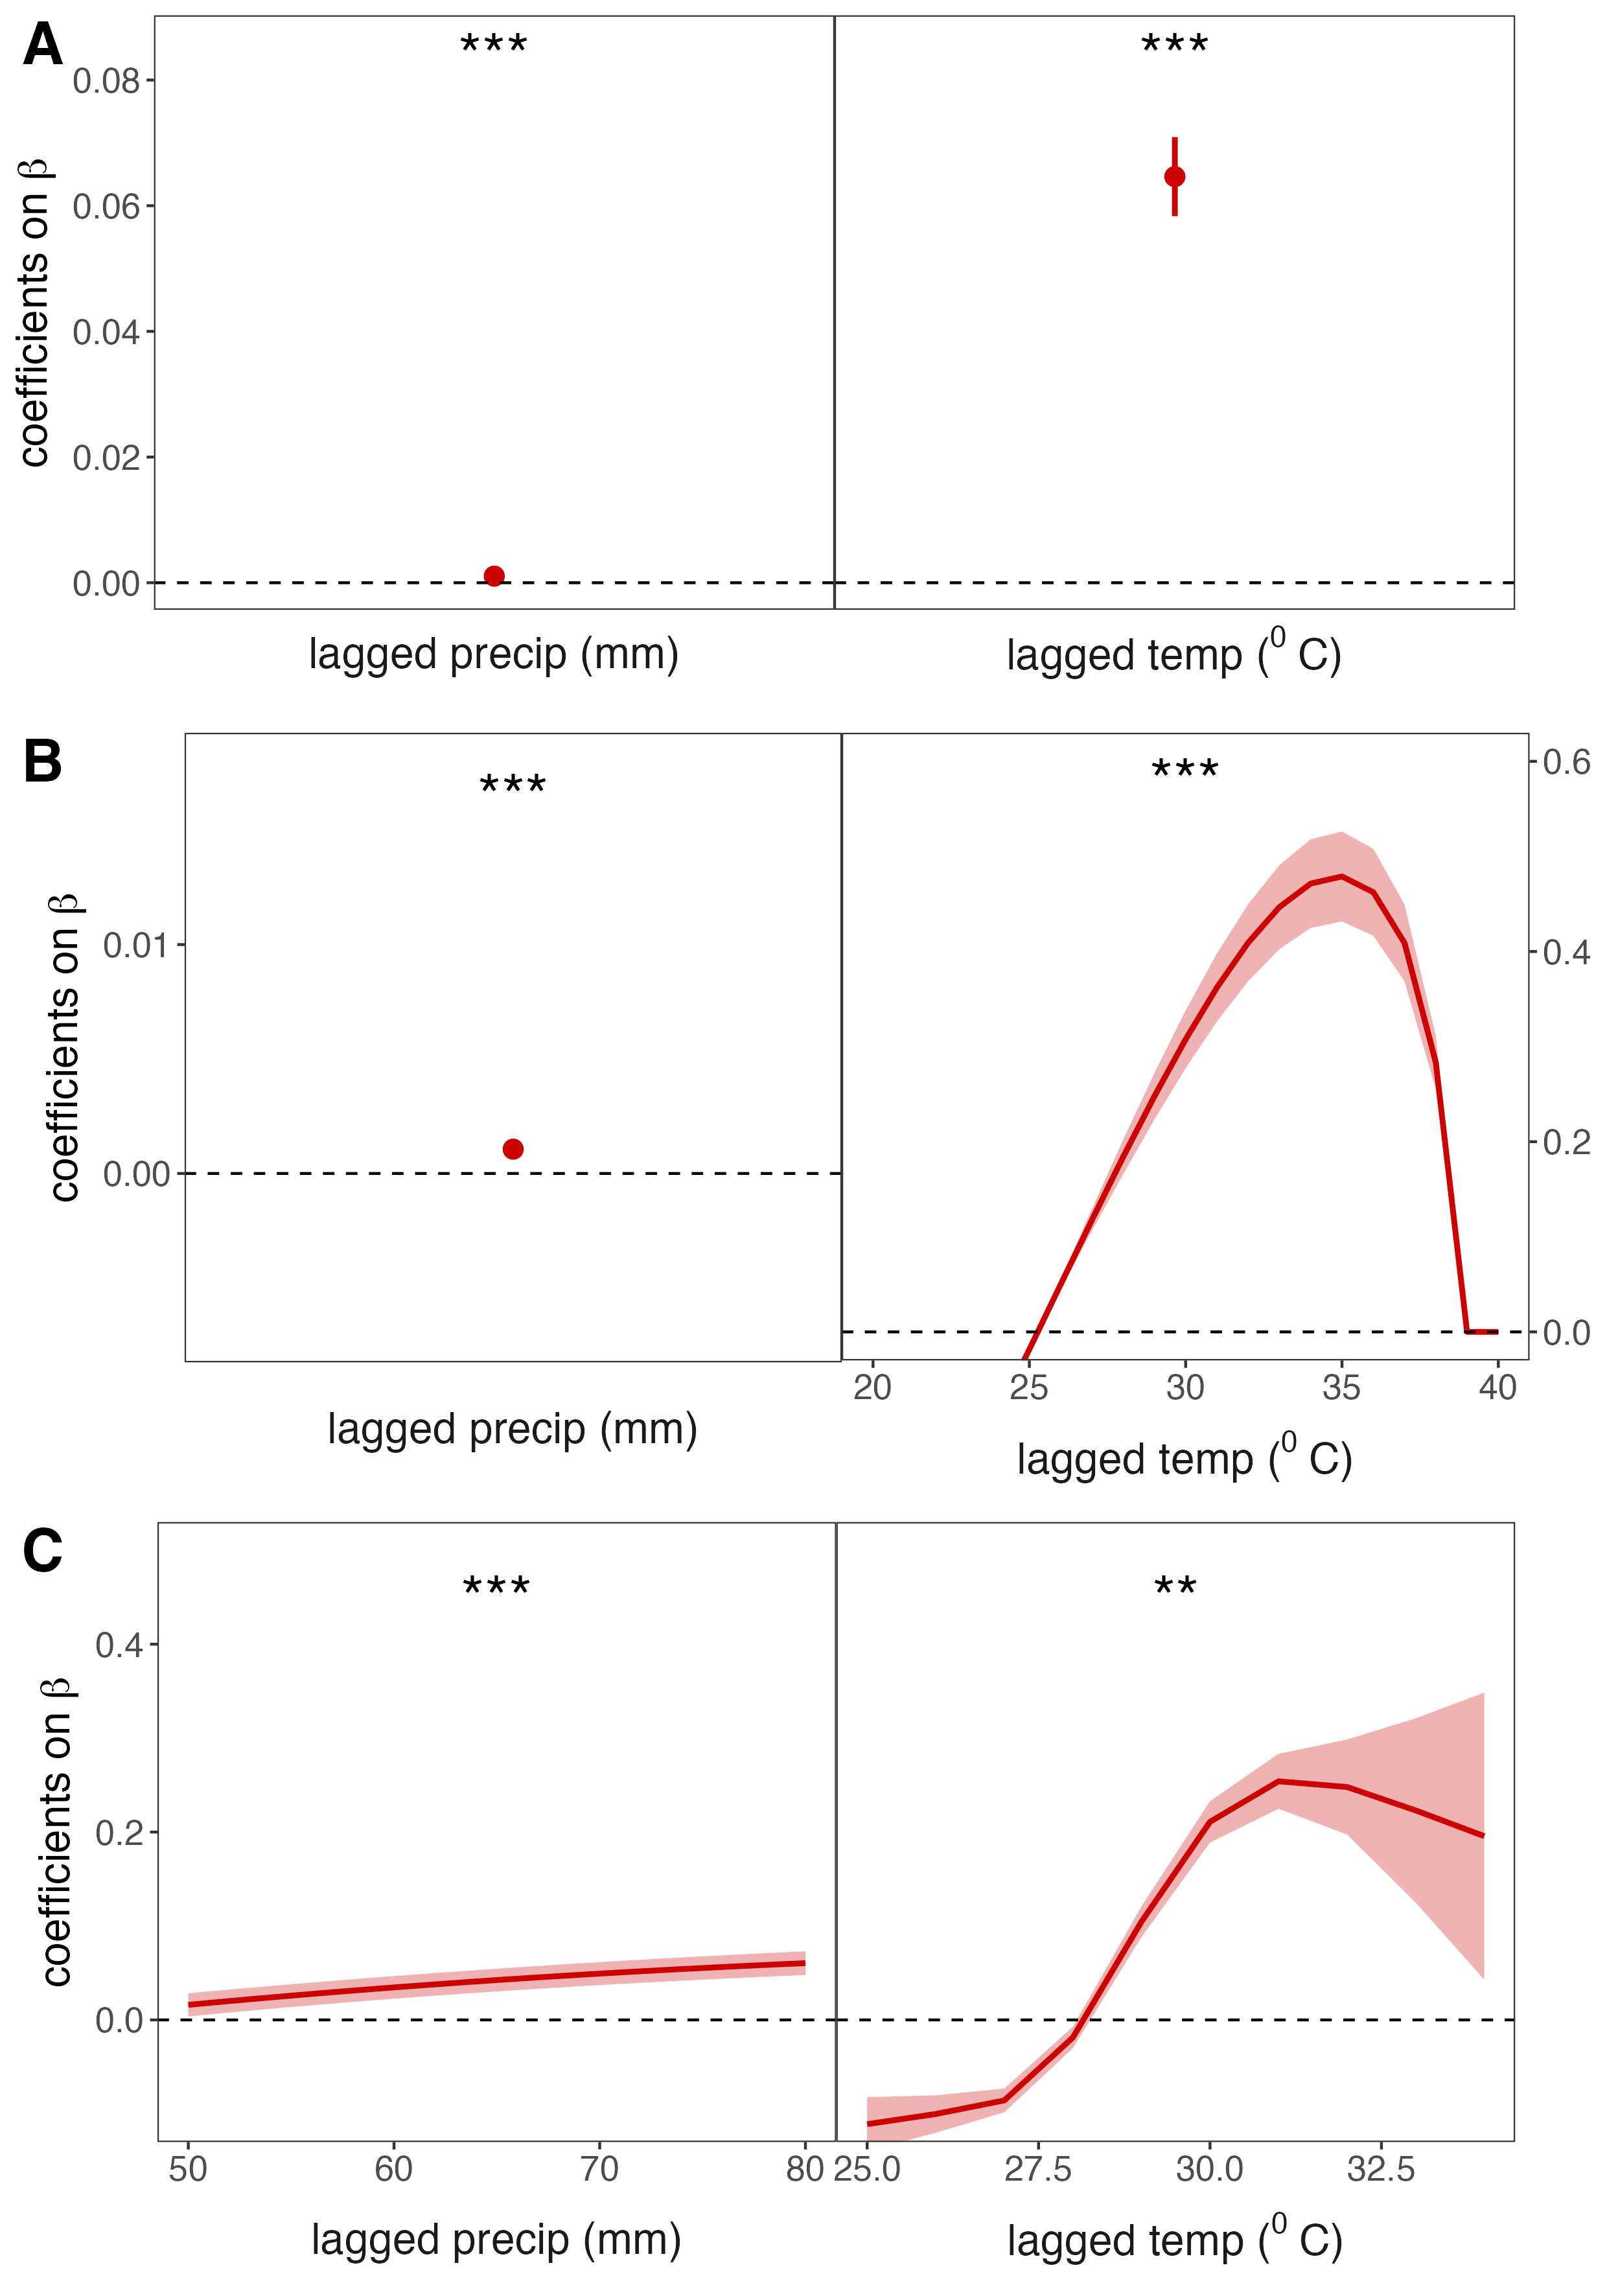 A
***
***
0.08
0.06
0.04
0.02
0.00
coefficients on β
lagged precip (mm)
lagged temp (⁰ C)
B
***
***
0.01
0.00
coefficients on β
0.6
0.4
0.2
0.0
20 25 30 35 40
lagged precip (mm)
lagged temp (⁰ C)
C
***
**
0.4
0.2
0.0
coefficients on β
50 60 70 80
25.0 27.5 30.0 32.5
lagged precip (mm)
lagged temp (⁰ C)